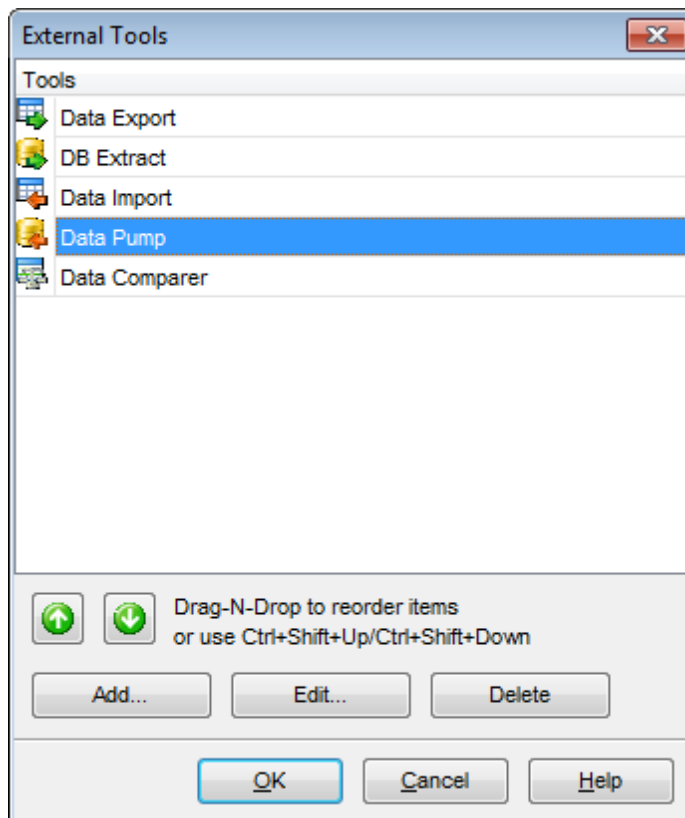 External Tools
Tools
Data Export
DB Extract
Data Import
Data Pump
Data Comparer
Drag-N-Drop to reorder items
or use Ctrl+Shift+Up/Ctrl+Shift+Down
Add... Edit... Delete
OK Cancel Help